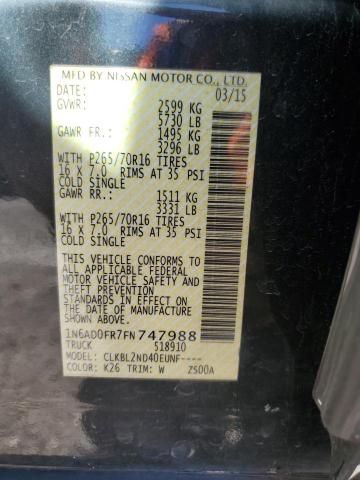 MFD BY NISSAN MOTOR CO., LTD.
DATE: 03/15
GVWR: 2599 KG
5730 LB
GAWR FR.: 1495 KG
3296 LB
WITH P265/70R16 TIRES
16 X 7.0 RIMS AT 35 PSI
COLD SINGLE
GAWR RR.: 1511 KG
3331 LB
WITH P265/70R16 TIRES
16 X 7.0 RIMS AT 35 PSI
COLD SINGLE
THIS VEHICLE CONFORMS TO
ALL APPLICABLE FEDERAL
MOTOR VEHICLE SAFETY
STANDARDS IN EFFECT ON THE
DATE OF MANUFACTURE SHOWN
ABOVE.
1N6AD0FR7FN747988
TRUCK 518910
MODEL: CLKBL2ND40EUNF----
COLOR: K26 TRIM: W ZS00A